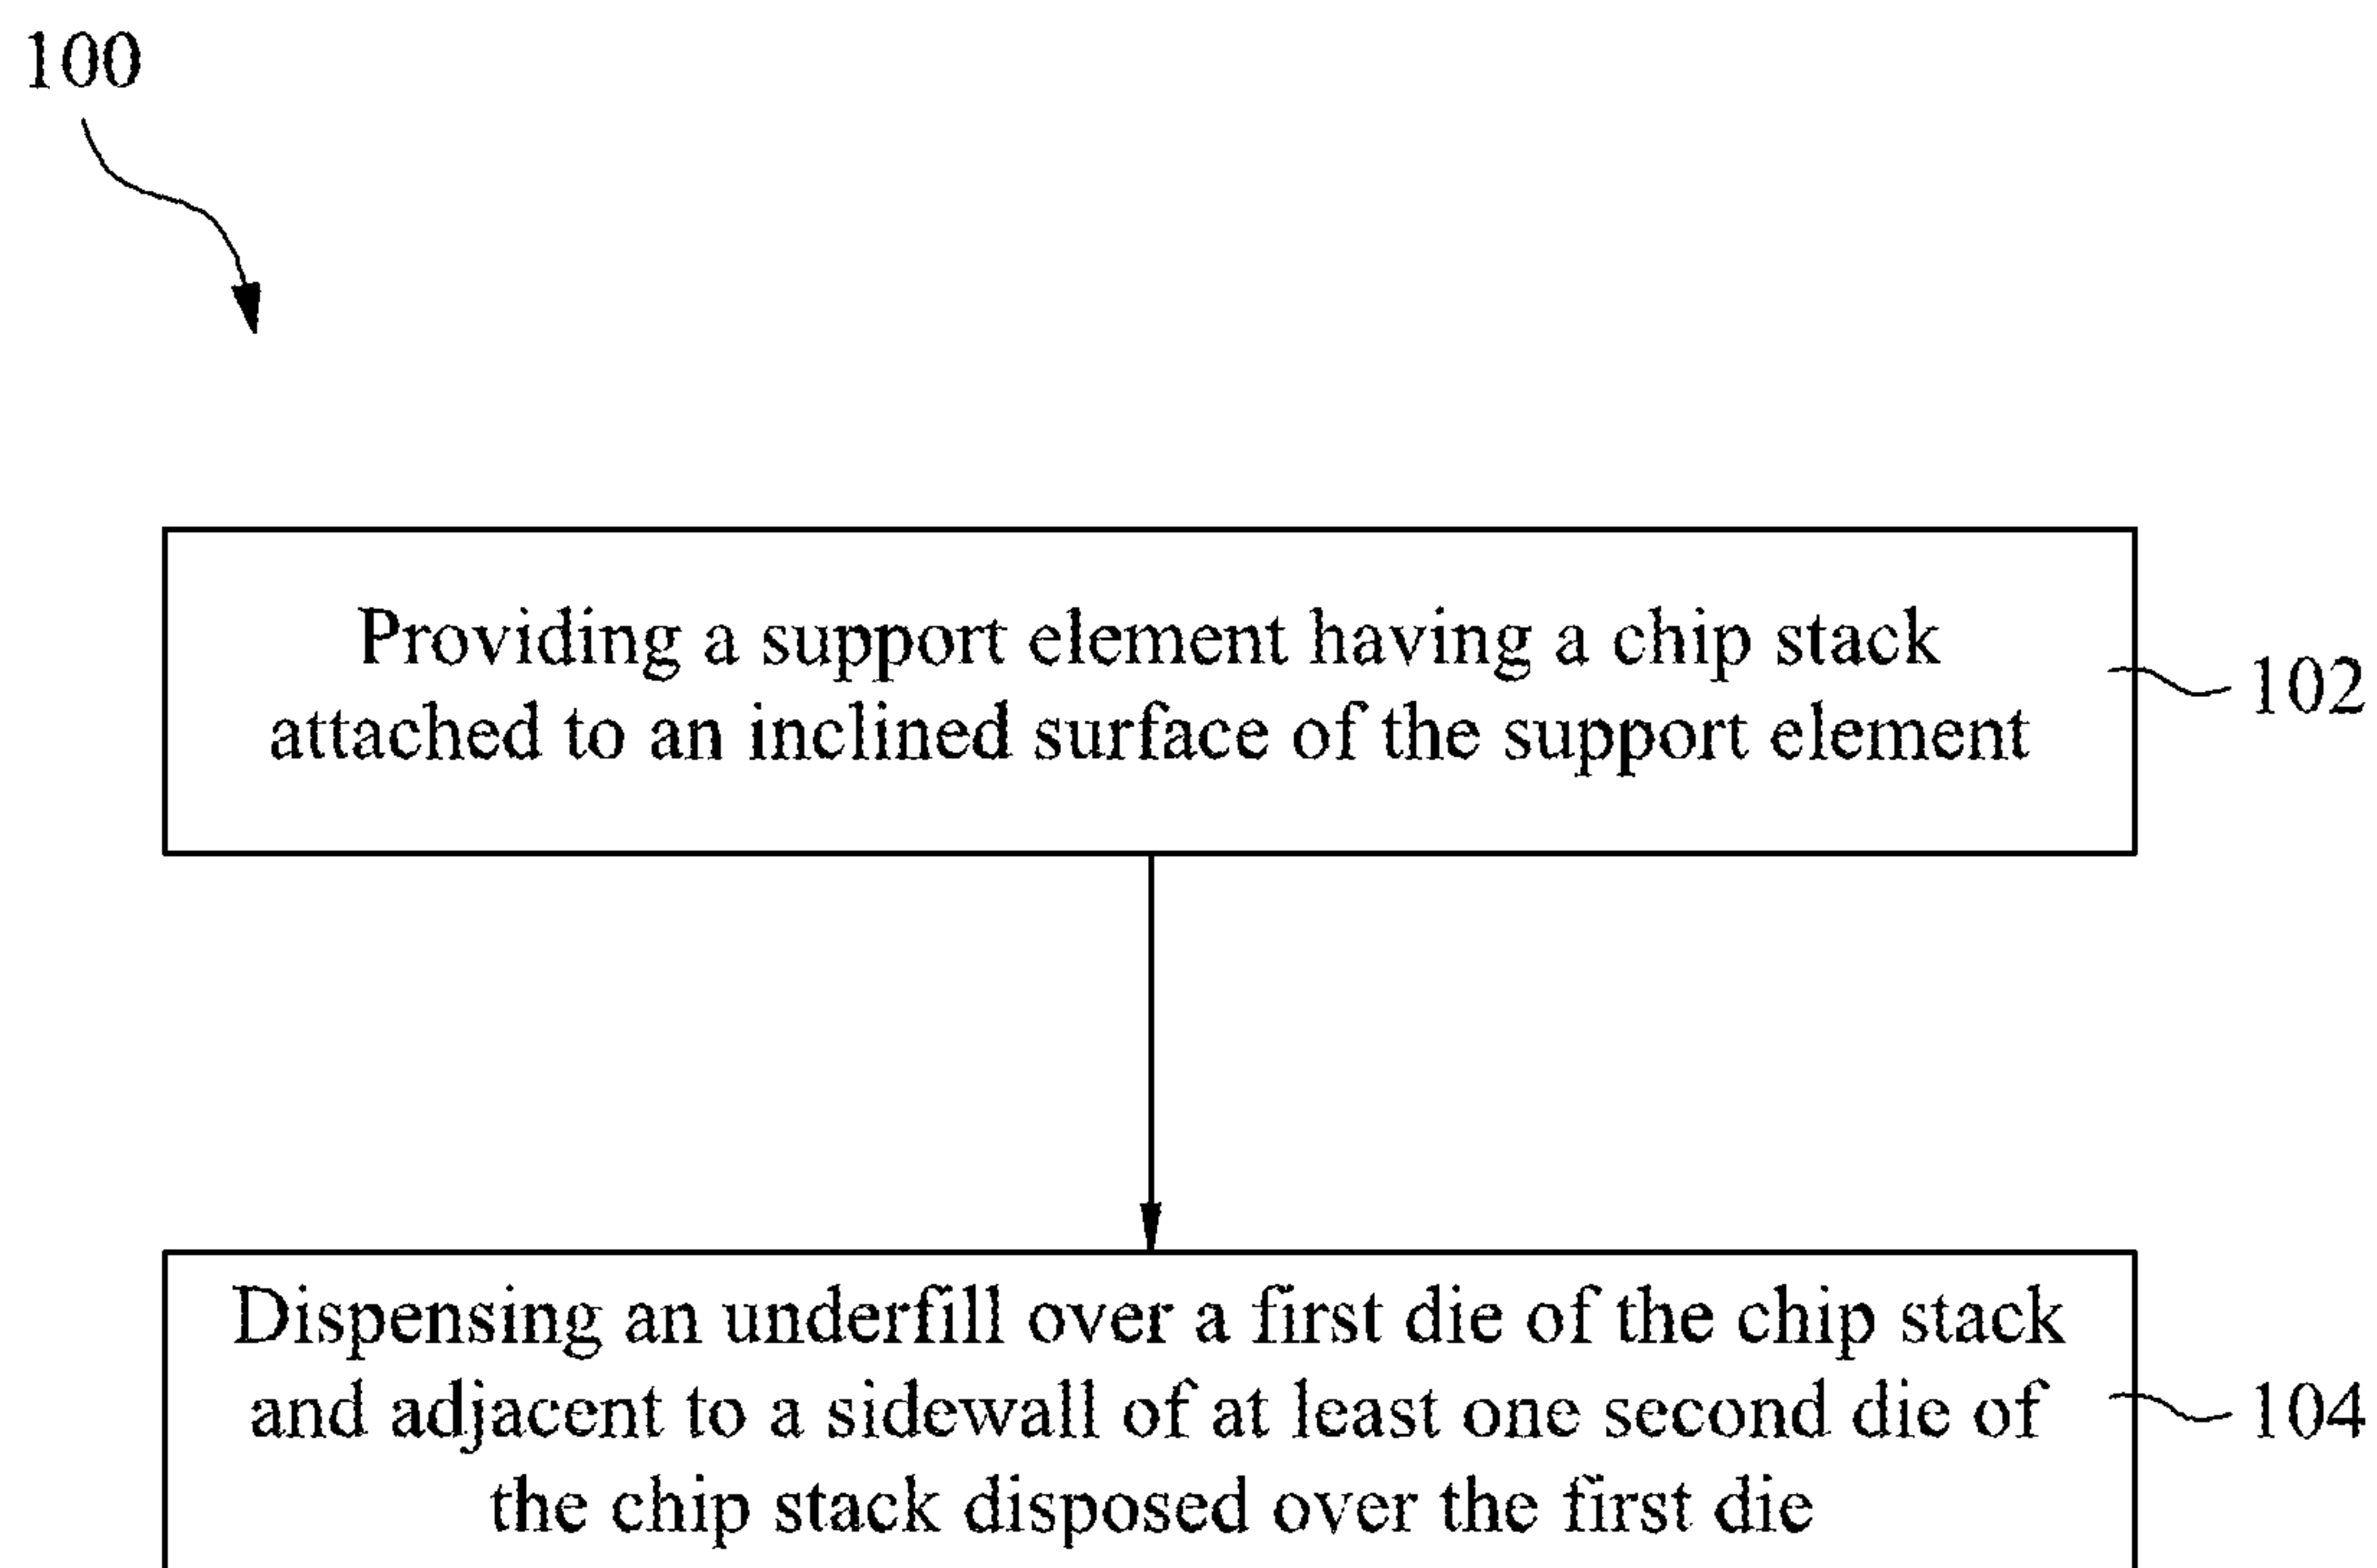 100
Providing a support element having a chip stack
attached to an inclined surface of the support element
102
Dispensing an underfill over a first die of the chip stack
and adjacent to a sidewall of at least one second die of
the chip stack disposed over the first die
104